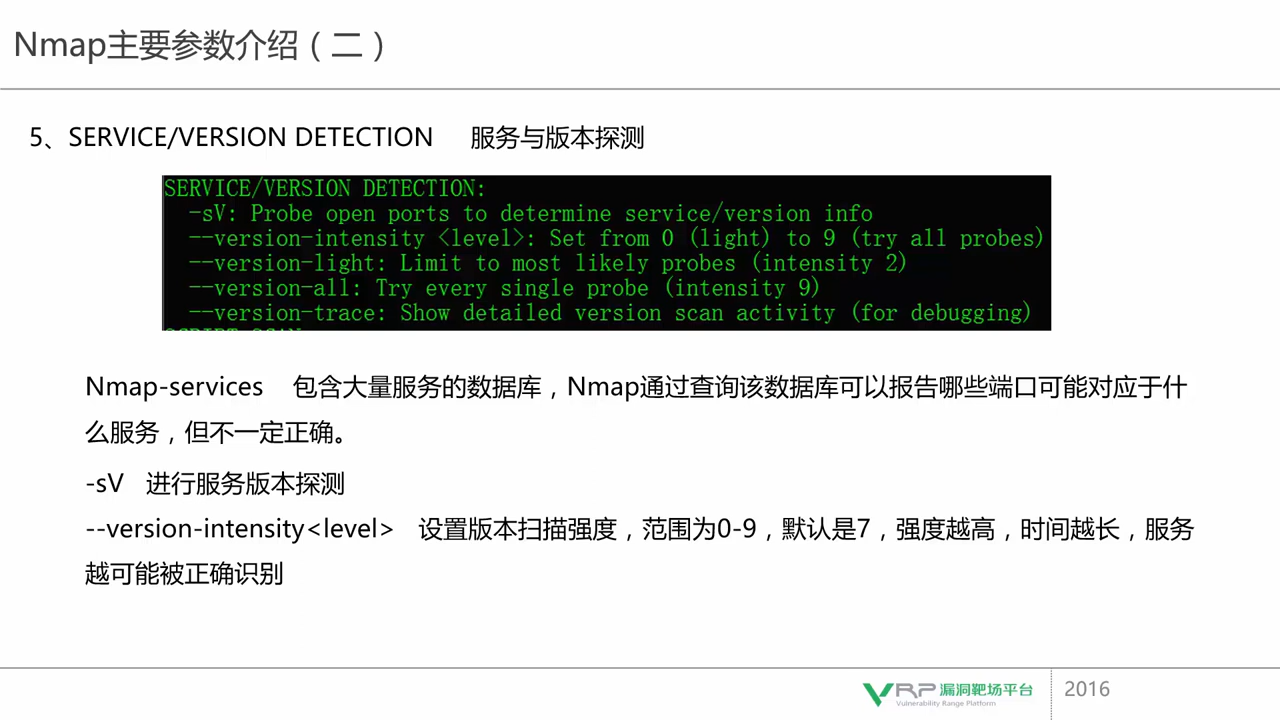 Nmap主要参数介绍（二）
5、SERVICE/VERSION DETECTION 服务与版本探测
SERVICE/VERSION DETECTION:
-sV: Probe open ports to determine service/version info
--version-intensity <level>: Set from 0 (light) to 9 (try all probes)
--version-light: Limit to most likely probes (intensity 2)
--version-all: Try every single probe (intensity 9)
--version-trace: Show detailed version scan activity (for debugging)
Nmap-services 包含大量服务的数据库，Nmap通过查询该数据库可以报告哪些端口可能对应于什
么服务，但不一定正确。
-sV 进行服务版本探测
--version-intensity<level> 设置版本扫描强度，范围为0-9，默认是7，强度越高，时间越长，服务
越可能被正确识别
VRP 漏洞靶场平台
Vulnerability Range Platform
2016